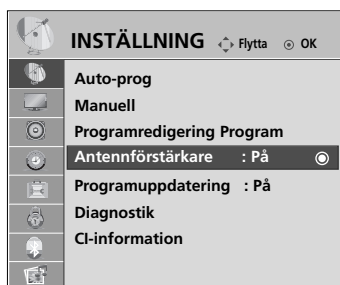 INSTÄLLNING Flytta OK
Auto-prog
Manuell
Programredigering Program
Antennförstärkare : På
Programuppdatering : På
Diagnostik
CI-information